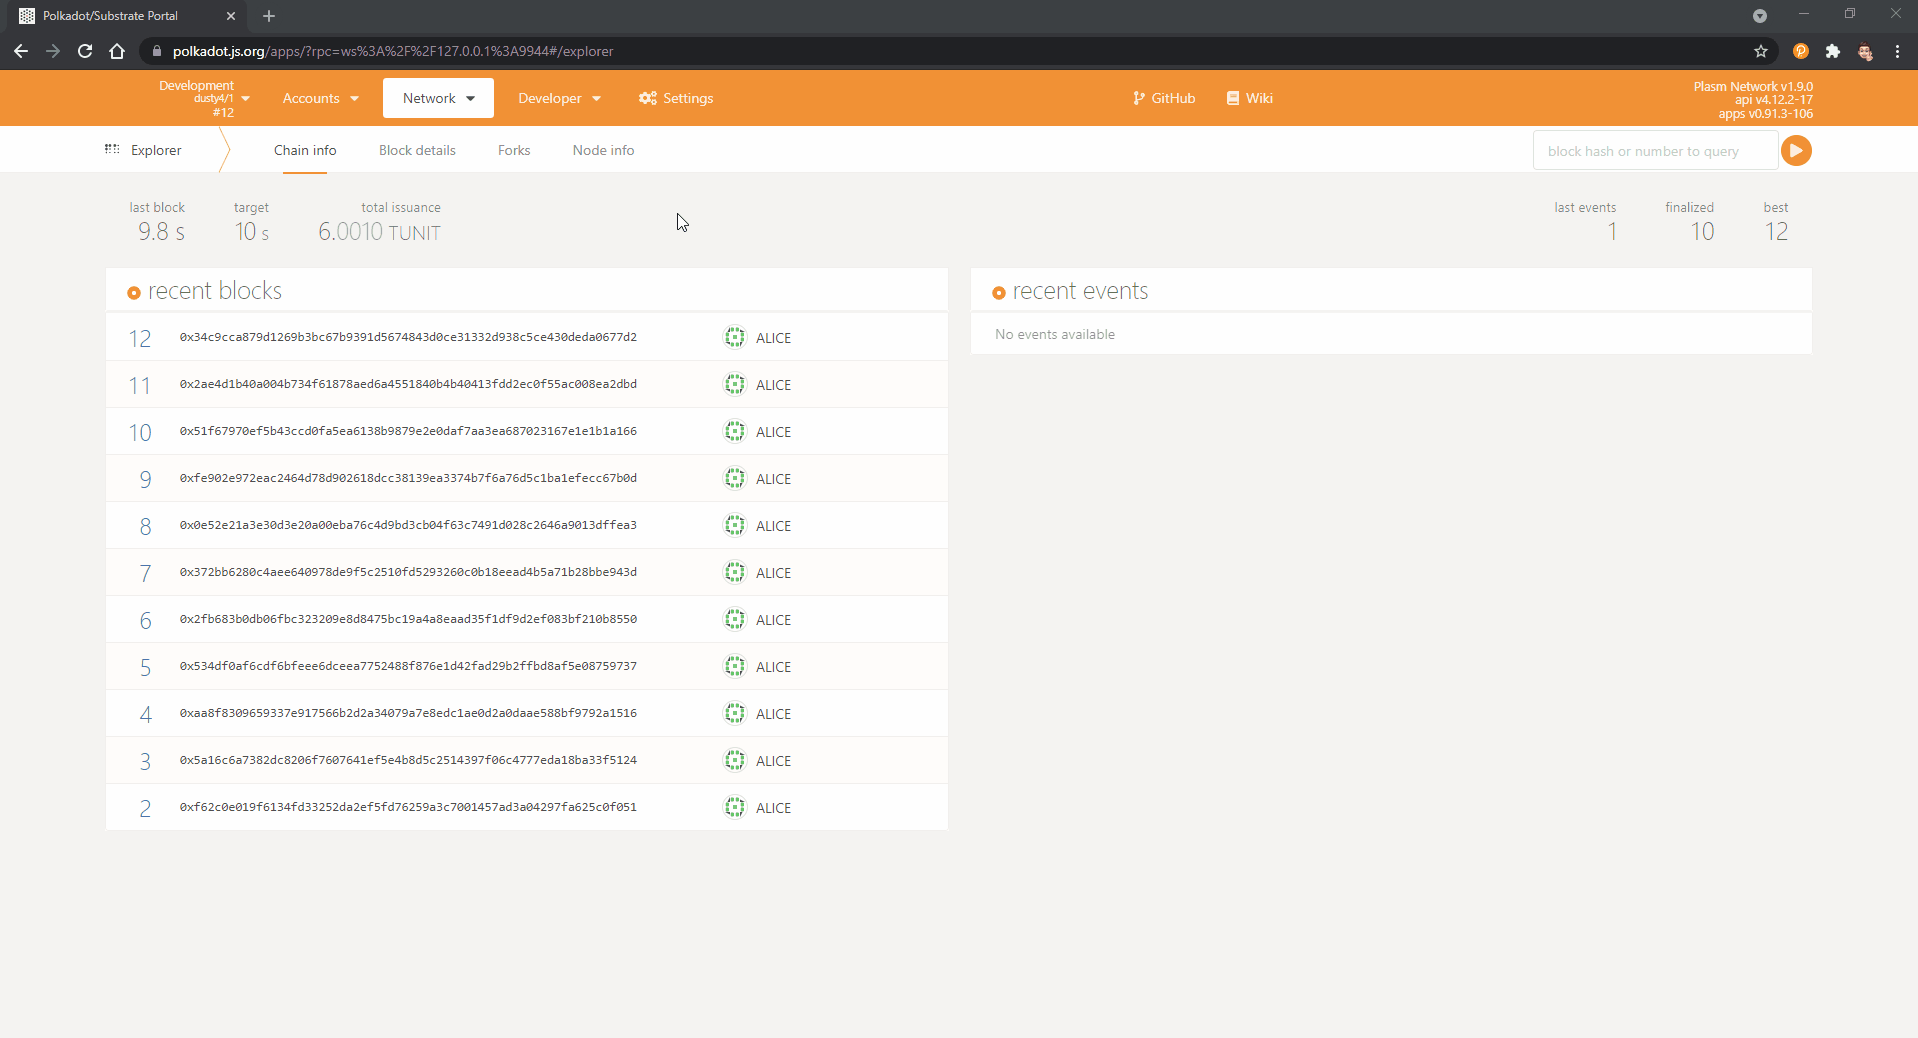 Polkadot/Substrate Portal
polkadot.js.org/apps/?rpc=ws%3A%2F%2F127.0.0.1%3A9944#/explorer
Development
dusty4/1
#12
Accounts
Network
Developer
Settings
GitHub
Wiki
Plasm Network v1.9.0
api v4.12.2-17
apps v0.91.3-106
Explorer
Chain info
Block details
Forks
Node info
block hash or number to query
last block
9.8 s
target
10 s
total issuance
6.0010 TUNIT
last events
1
finalized
10
best
12
recent blocks
12 0x34c9cca879d1269b3bc67b9391d5674843d0ce31332d938c5ce430deda0677d2 ALICE
11 0x2ae4d1b40a004b734f61878aed6a4551840b4b40413fdd2ec0f55ac008ea2dbd ALICE
10 0x51f67970ef5b43ccd0fa5ea6138b9879e2e0daf7aa3ea687023167e1e1b1a166 ALICE
9 0xfe902e972eac2464d78d902618dcc38139ea3374b7f6a76d5c1ba1efecc67b0d ALICE
8 0x0e52e21a3e30d3e20a00eba76c4d9bd3cb04f63c7491d028c2646a9013dffea3 ALICE
7 0x372bb6280c4aee640978de9f5c2510fd5293260c0b18eead4b5a71b28bbe943d ALICE
6 0x2fb683b0db06fbc323209e8d8475bc19a4a8eaad35f1df9d2ef083bf210b8550 ALICE
5 0x534df0af6cdf6bfeee6dceea7752488f876e1d42fad29b2ffbd8af5e08759737 ALICE
4 0xaa8f8309659337e917566b2d2a34079a7e8edc1ae0d2a0daae588bf9792a1516 ALICE
3 0x5a16c6a7382dc8206f7607641ef5e4b8d5c2514397f06c4777eda18ba33f5124 ALICE
2 0xf62c0e019f6134fd33252da2ef5fd76259a3c7001457ad3a04297fa625c0f051 ALICE
recent events
No events available